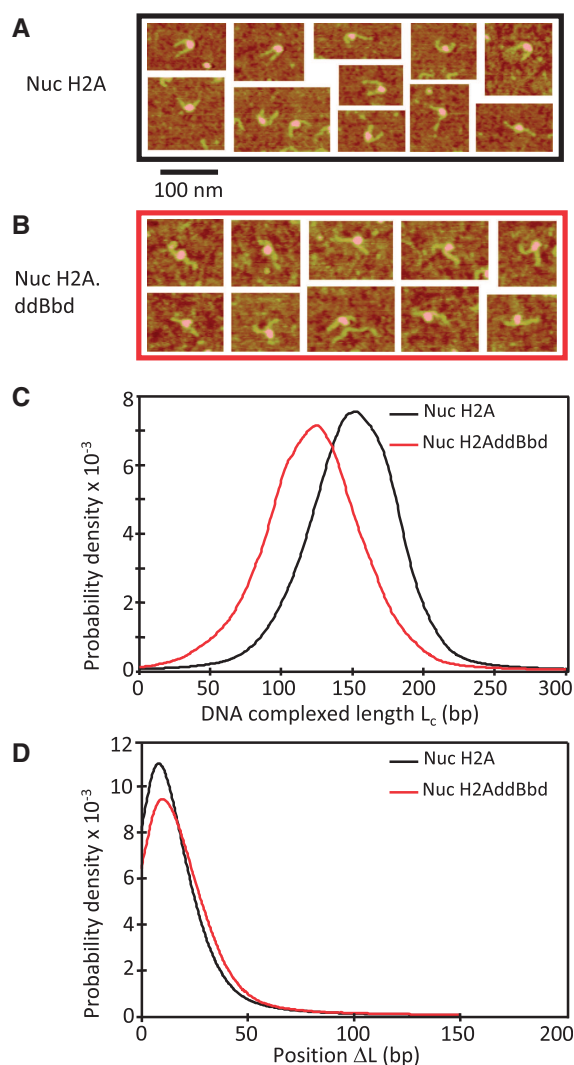 A
Nuc H2A
100 nm
B
Nuc H2A.
ddBbd
C
8
6
4
2
0
Probability density x 10⁻³
Nuc H2A
Nuc H2AddBbd
0 50 100 150 200 250 300
DNA complexed length Lc (bp)
D
12
10
8
6
4
2
0
Probability density x 10⁻³
Nuc H2A
Nuc H2AddBbd
0 50 100 150 200
Position ΔL (bp)